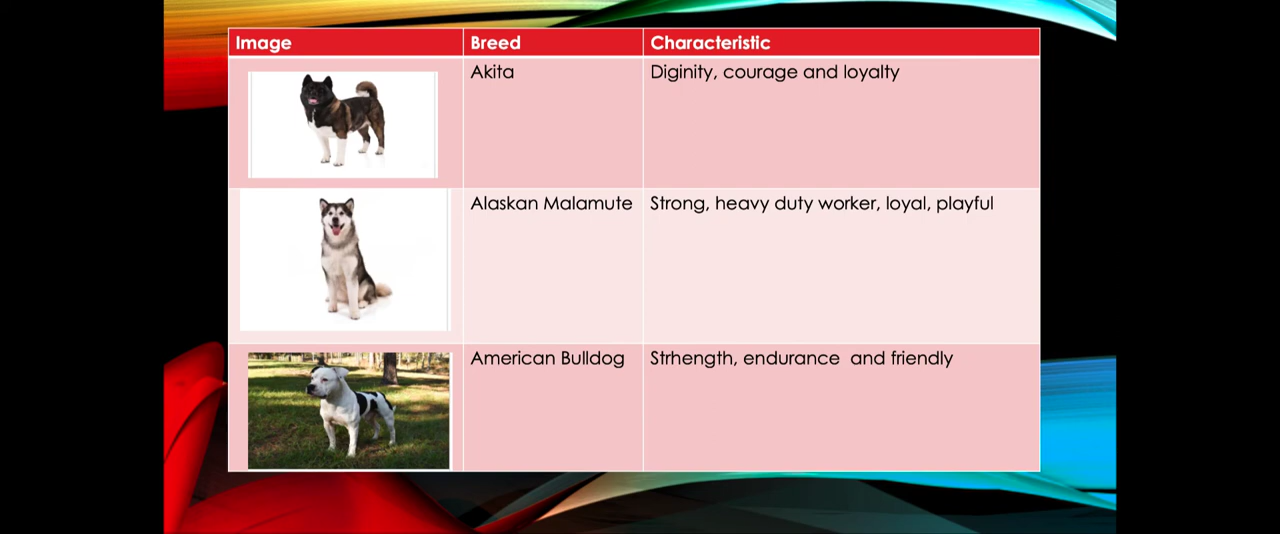 Image Breed Characteristic
Akita Diginity, courage and loyalty
Alaskan Malamute Strong, heavy duty worker, loyal, playful
American Bulldog Strhength, endurance  and friendly